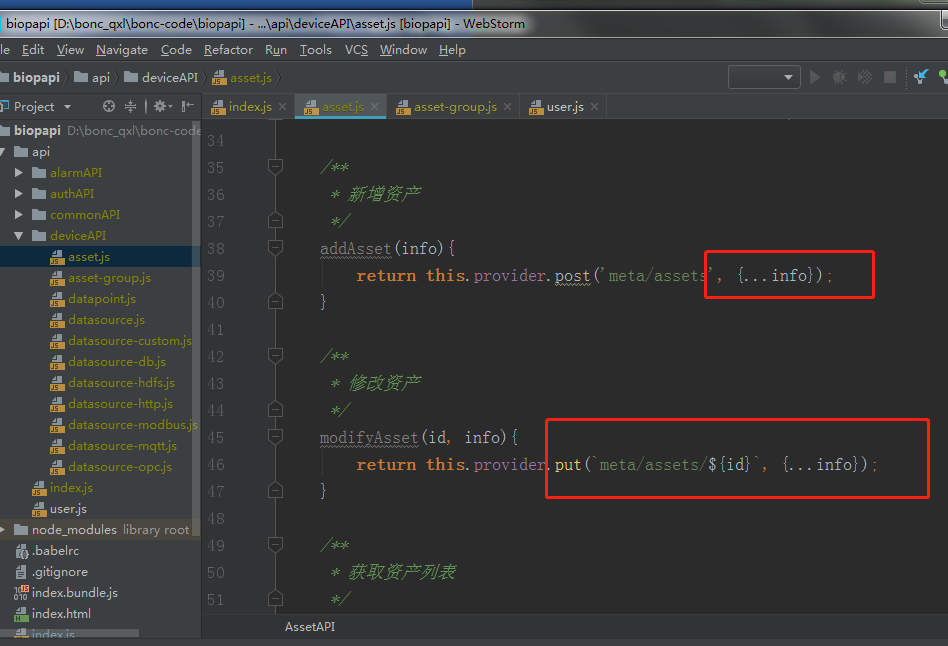 biopapi [D:\bonc_qxl\bonc-code\biopapi] - ...\api\deviceAPI\asset.js [biopapi] - WebStorm
le Edit View Navigate Code Refactor Run Tools VCS Window Help
biopapi api deviceAPI asset.js
Project index.js asset.js asset-group.js user.js
biopapi D:\bonc_qxl\bonc-code
api
alarmAPI
authAPI
commonAPI
deviceAPI
asset.js
asset-group.js
datapoint.js
datasource.js
datasource-custom.js
datasource-db.js
datasource-hdfs.js
datasource-http.js
datasource-modbus.js
datasource-mqtt.js
datasource-opc.js
index.js
user.js
node_modules library root
.babelrc
.gitignore
index.bundle.js
index.html
index.js
34
35 /**
36 * 新增资产
37 */
38 addAsset(info){
39 return this.provider.post('meta/assets', {...info});
40 }
41
42 /**
43 * 修改资产
44 */
45 modifyAsset(id, info){
46 return this.provider.put(`meta/assets/${id}`, {...info});
47 }
48
49 /**
50 * 获取资产列表
51 */
AssetAPI